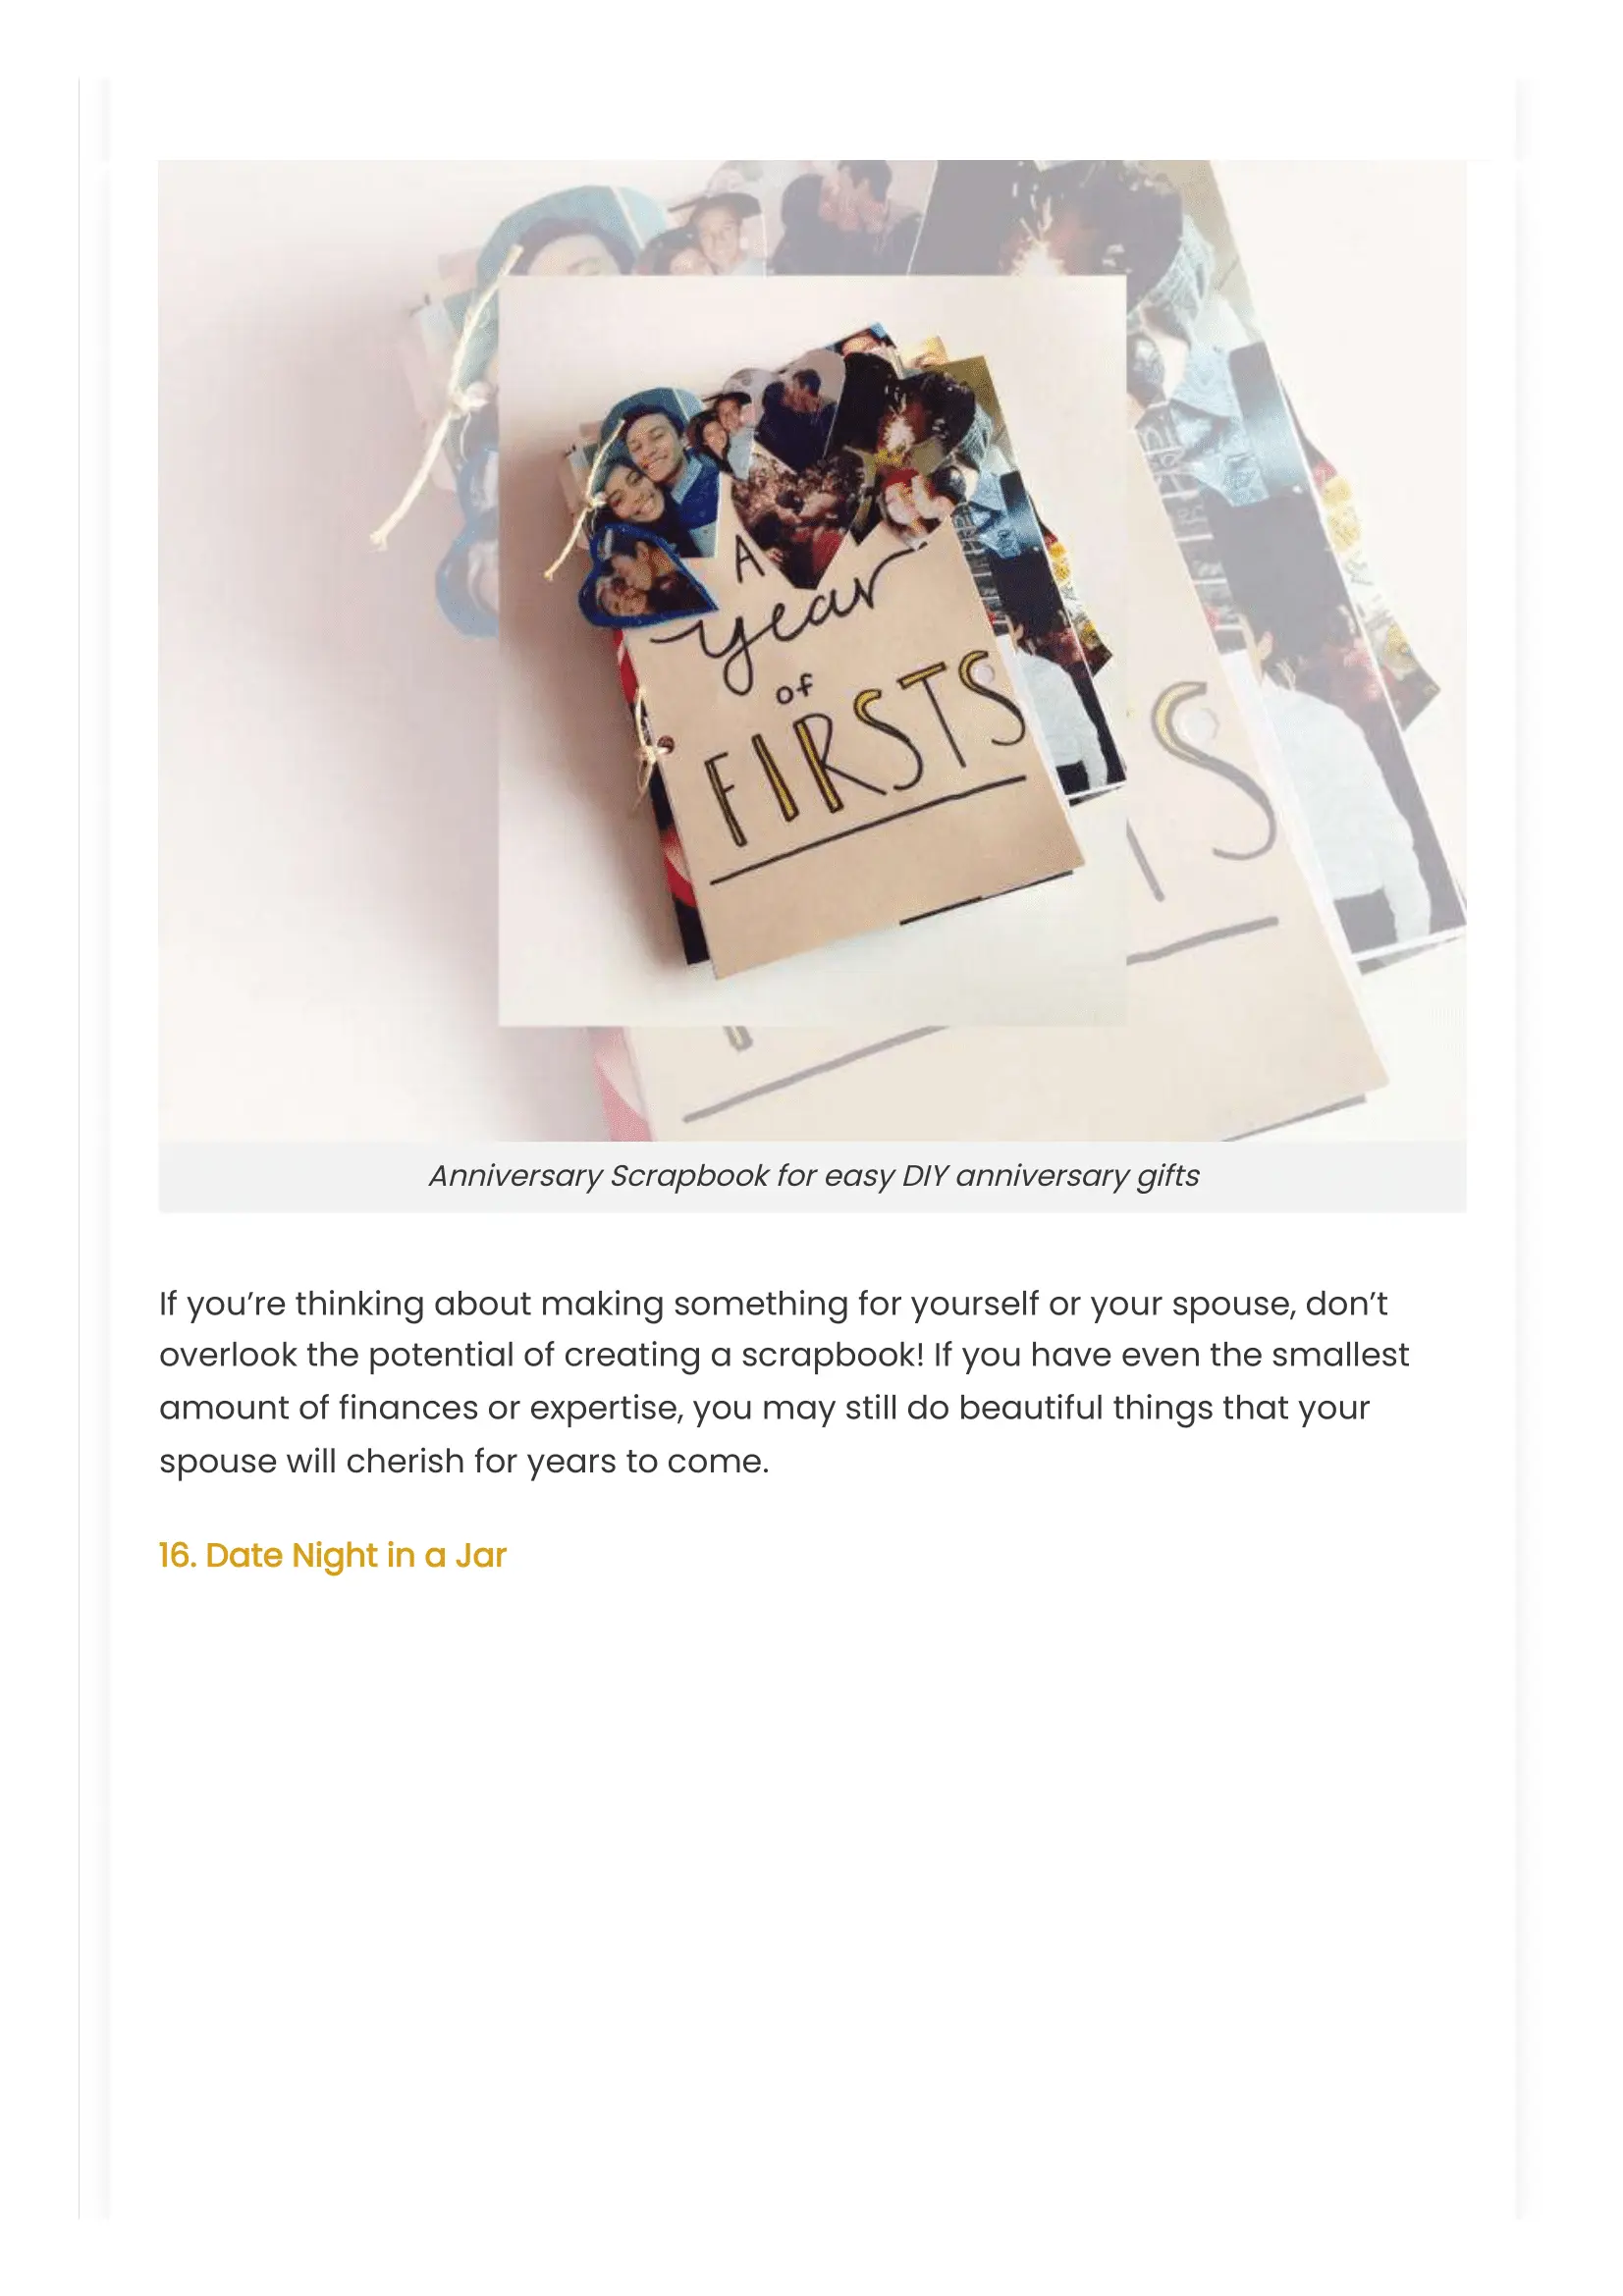 A
year
of
FIRSTS
S
Anniversary Scrapbook for easy DIY anniversary gifts
If you’re thinking about making something for yourself or your spouse, don’t
overlook the potential of creating a scrapbook! If you have even the smallest
amount of finances or expertise, you may still do beautiful things that your
spouse will cherish for years to come.
16. Date Night in a Jar